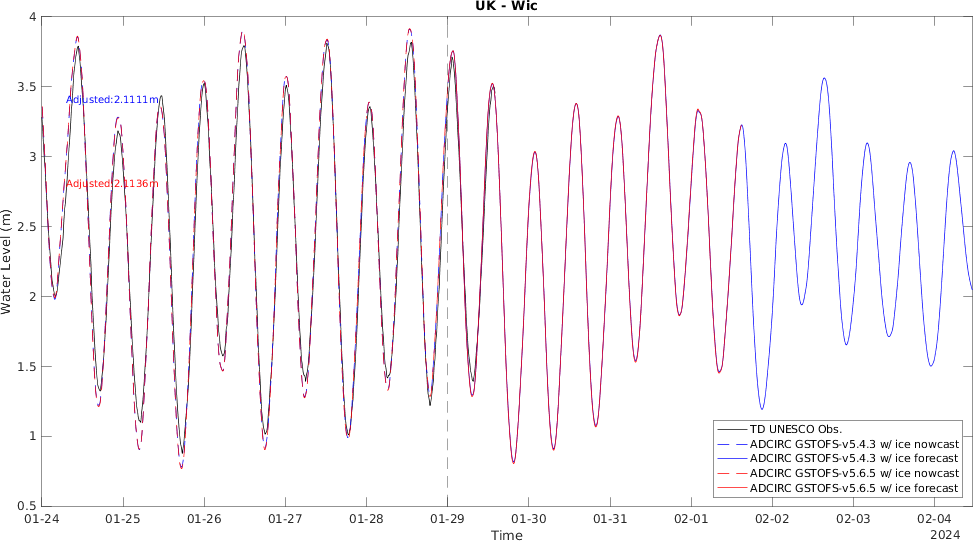 UK - Wic
4
3.5
3
2.5
2
1.5
1
0.5
Water Level (m)
Adjusted:2.1111m
Adjusted:2.1136m
TD UNESCO Obs.
ADCIRC GSTOFS-v5.4.3 w/ ice nowcast
ADCIRC GSTOFS-v5.4.3 w/ ice forecast
ADCIRC GSTOFS-v5.6.5 w/ ice nowcast
ADCIRC GSTOFS-v5.6.5 w/ ice forecast
01-24 01-25 01-26 01-27 01-28 01-29 01-30 01-31 02-01 02-02 02-03 02-04
Time
2024